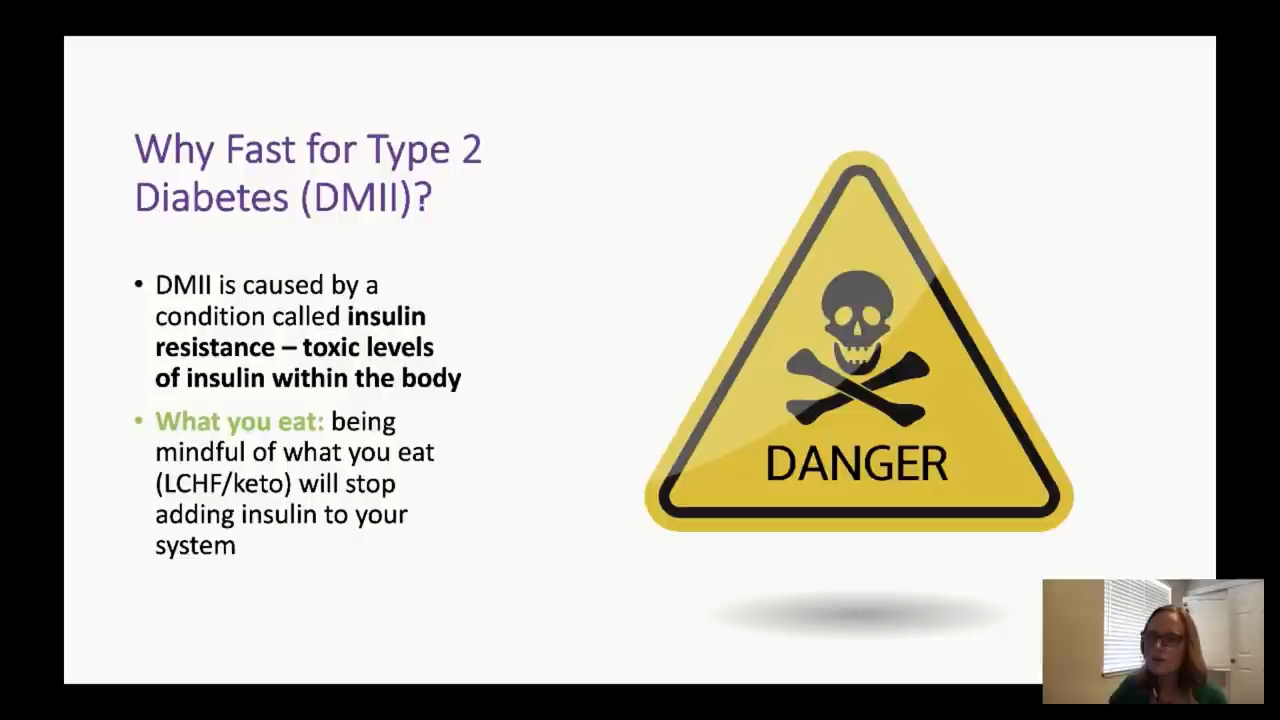 Why Fast for Type 2
Diabetes (DMII)?
• DMII is caused by a
condition called insulin
resistance – toxic levels
of insulin within the body
• What you eat: being
mindful of what you eat
(LCHF/keto) will stop
adding insulin to your
system
DANGER